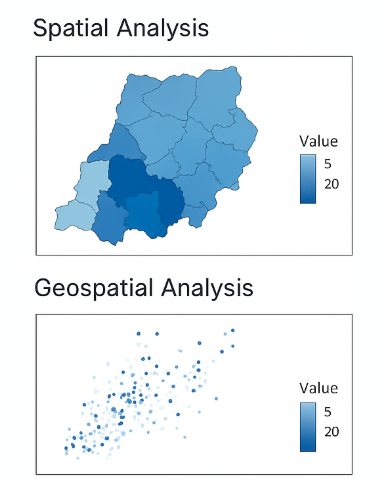 Spatial Analysis
Value
5
20
Geospatial Analysis
Value
5
20